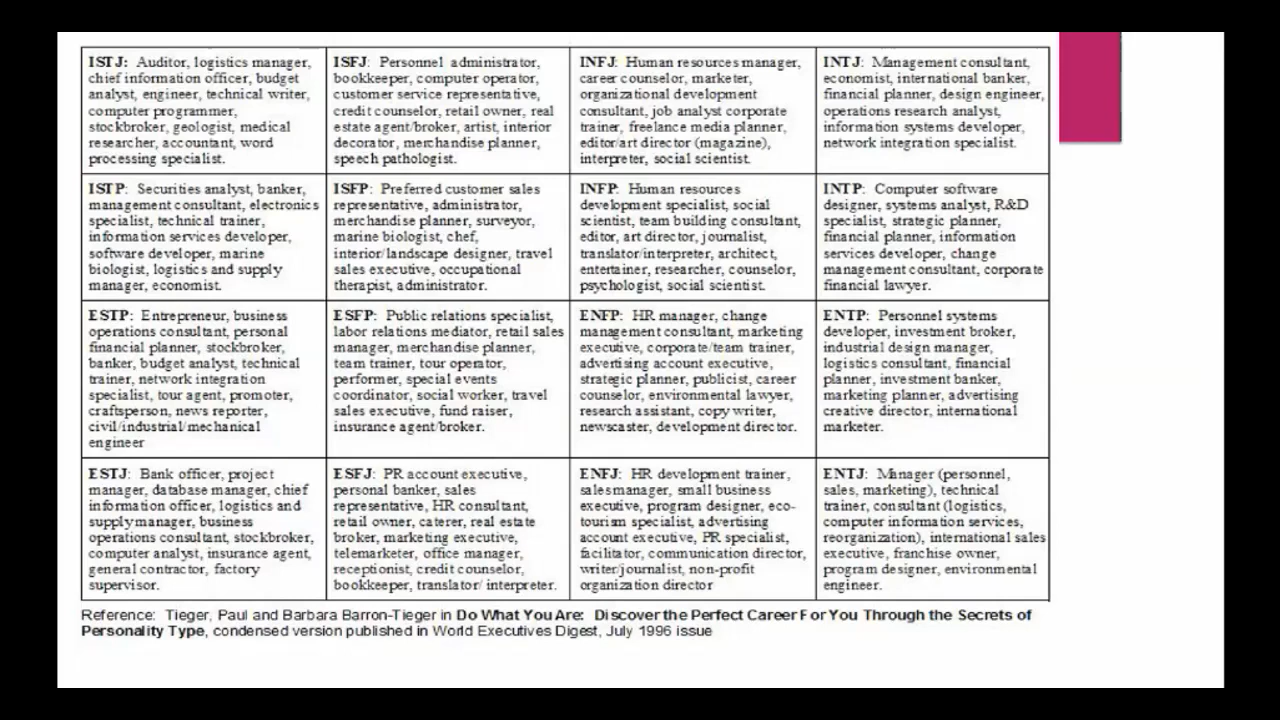 ISTJ: Auditor, logistics manager,
chief information officer, budget
analyst, engineer, technical writer,
computer programmer,
stockbroker, geologist, medical
researcher, accountant, word
processing specialist.
ISFJ: Personnel administrator,
bookkeeper, computer operator,
customer service representative,
credit counselor, retail owner, real
estate agent/broker, artist, interior
decorator, merchandise planner,
speech pathologist.
INFJ: Human resources manager,
career counselor, marketer,
organizational development
consultant, job analyst corporate
trainer, freelance media planner,
editor/art director (magazine),
interpreter, social scientist.
INTJ: Management consultant,
economist, international banker,
financial planner, design engineer,
operations research analyst,
information systems developer,
network integration specialist.
ISTP: Securities analyst, banker,
management consultant, electronics
specialist, technical trainer,
information services developer,
software developer, marine
biologist, logistics and supply
manager, economist.
ISFP: Preferred customer sales
representative, administrator,
merchandise planner, surveyor,
marine biologist, chef,
interior/landscape designer, travel
sales executive, occupational
therapist, administrator.
INFP: Human resources
development specialist, social
scientist, team building consultant,
editor, art director, journalist,
translator/interpreter, architect,
entertainer, researcher, counselor,
psychologist, social scientist.
INTP: Computer software
designer, systems analyst, R&D
specialist, strategic planner,
financial planner, information
services developer, change
management consultant, corporate
financial lawyer.
ESTP: Entrepreneur, business
operations consultant, personal
financial planner, stockbroker,
banker, budget analyst, technical
trainer, network integration
specialist, tour agent, promoter,
craftsperson, news reporter,
civil/industrial/mechanical
engineer
ESFP: Public relations specialist,
labor relations mediator, retail sales
manager, merchandise planner,
team trainer, tour operator,
performer, special events
coordinator, social worker, travel
sales executive, fund raiser,
insurance agent/broker.
ENFP: HR manager, change
management consultant, marketing
executive, corporate/team trainer,
advertising account executive,
strategic planner, publicist, career
counselor, environmental lawyer,
research assistant, copy writer,
newscaster, development director.
ENTP: Personnel systems
developer, investment broker,
industrial design manager,
logistics consultant, financial
planner, investment banker,
marketing planner, advertising
creative director, international
marketer.
ESTJ: Bank officer, project
manager, database manager, chief
information officer, logistics and
supply manager, business
operations consultant, stockbroker,
computer analyst, insurance agent,
general contractor, factory
supervisor.
ESFJ: PR account executive,
personal banker, sales
representative, HR consultant,
retail owner, caterer, real estate
broker, marketing executive,
telemarketer, office manager,
receptionist, credit counselor,
bookkeeper, translator/ interpreter.
ENFJ: HR development trainer,
sales manager, small business
executive, program designer, eco-
tourism specialist, advertising
account executive, PR specialist,
facilitator, communication director,
writer/journalist, non-profit
organization director
ENTJ: Manager (personnel,
sales, marketing), technical
trainer, consultant (logistics,
computer information services,
reorganization), international sales
executive, franchise owner,
program designer, environmental
engineer.
Reference: Tieger, Paul and Barbara Barron-Tieger in Do What You Are: Discover the Perfect Career For You Through the Secrets of
Personality Type, condensed version published in World Executives Digest, July 1996 issue